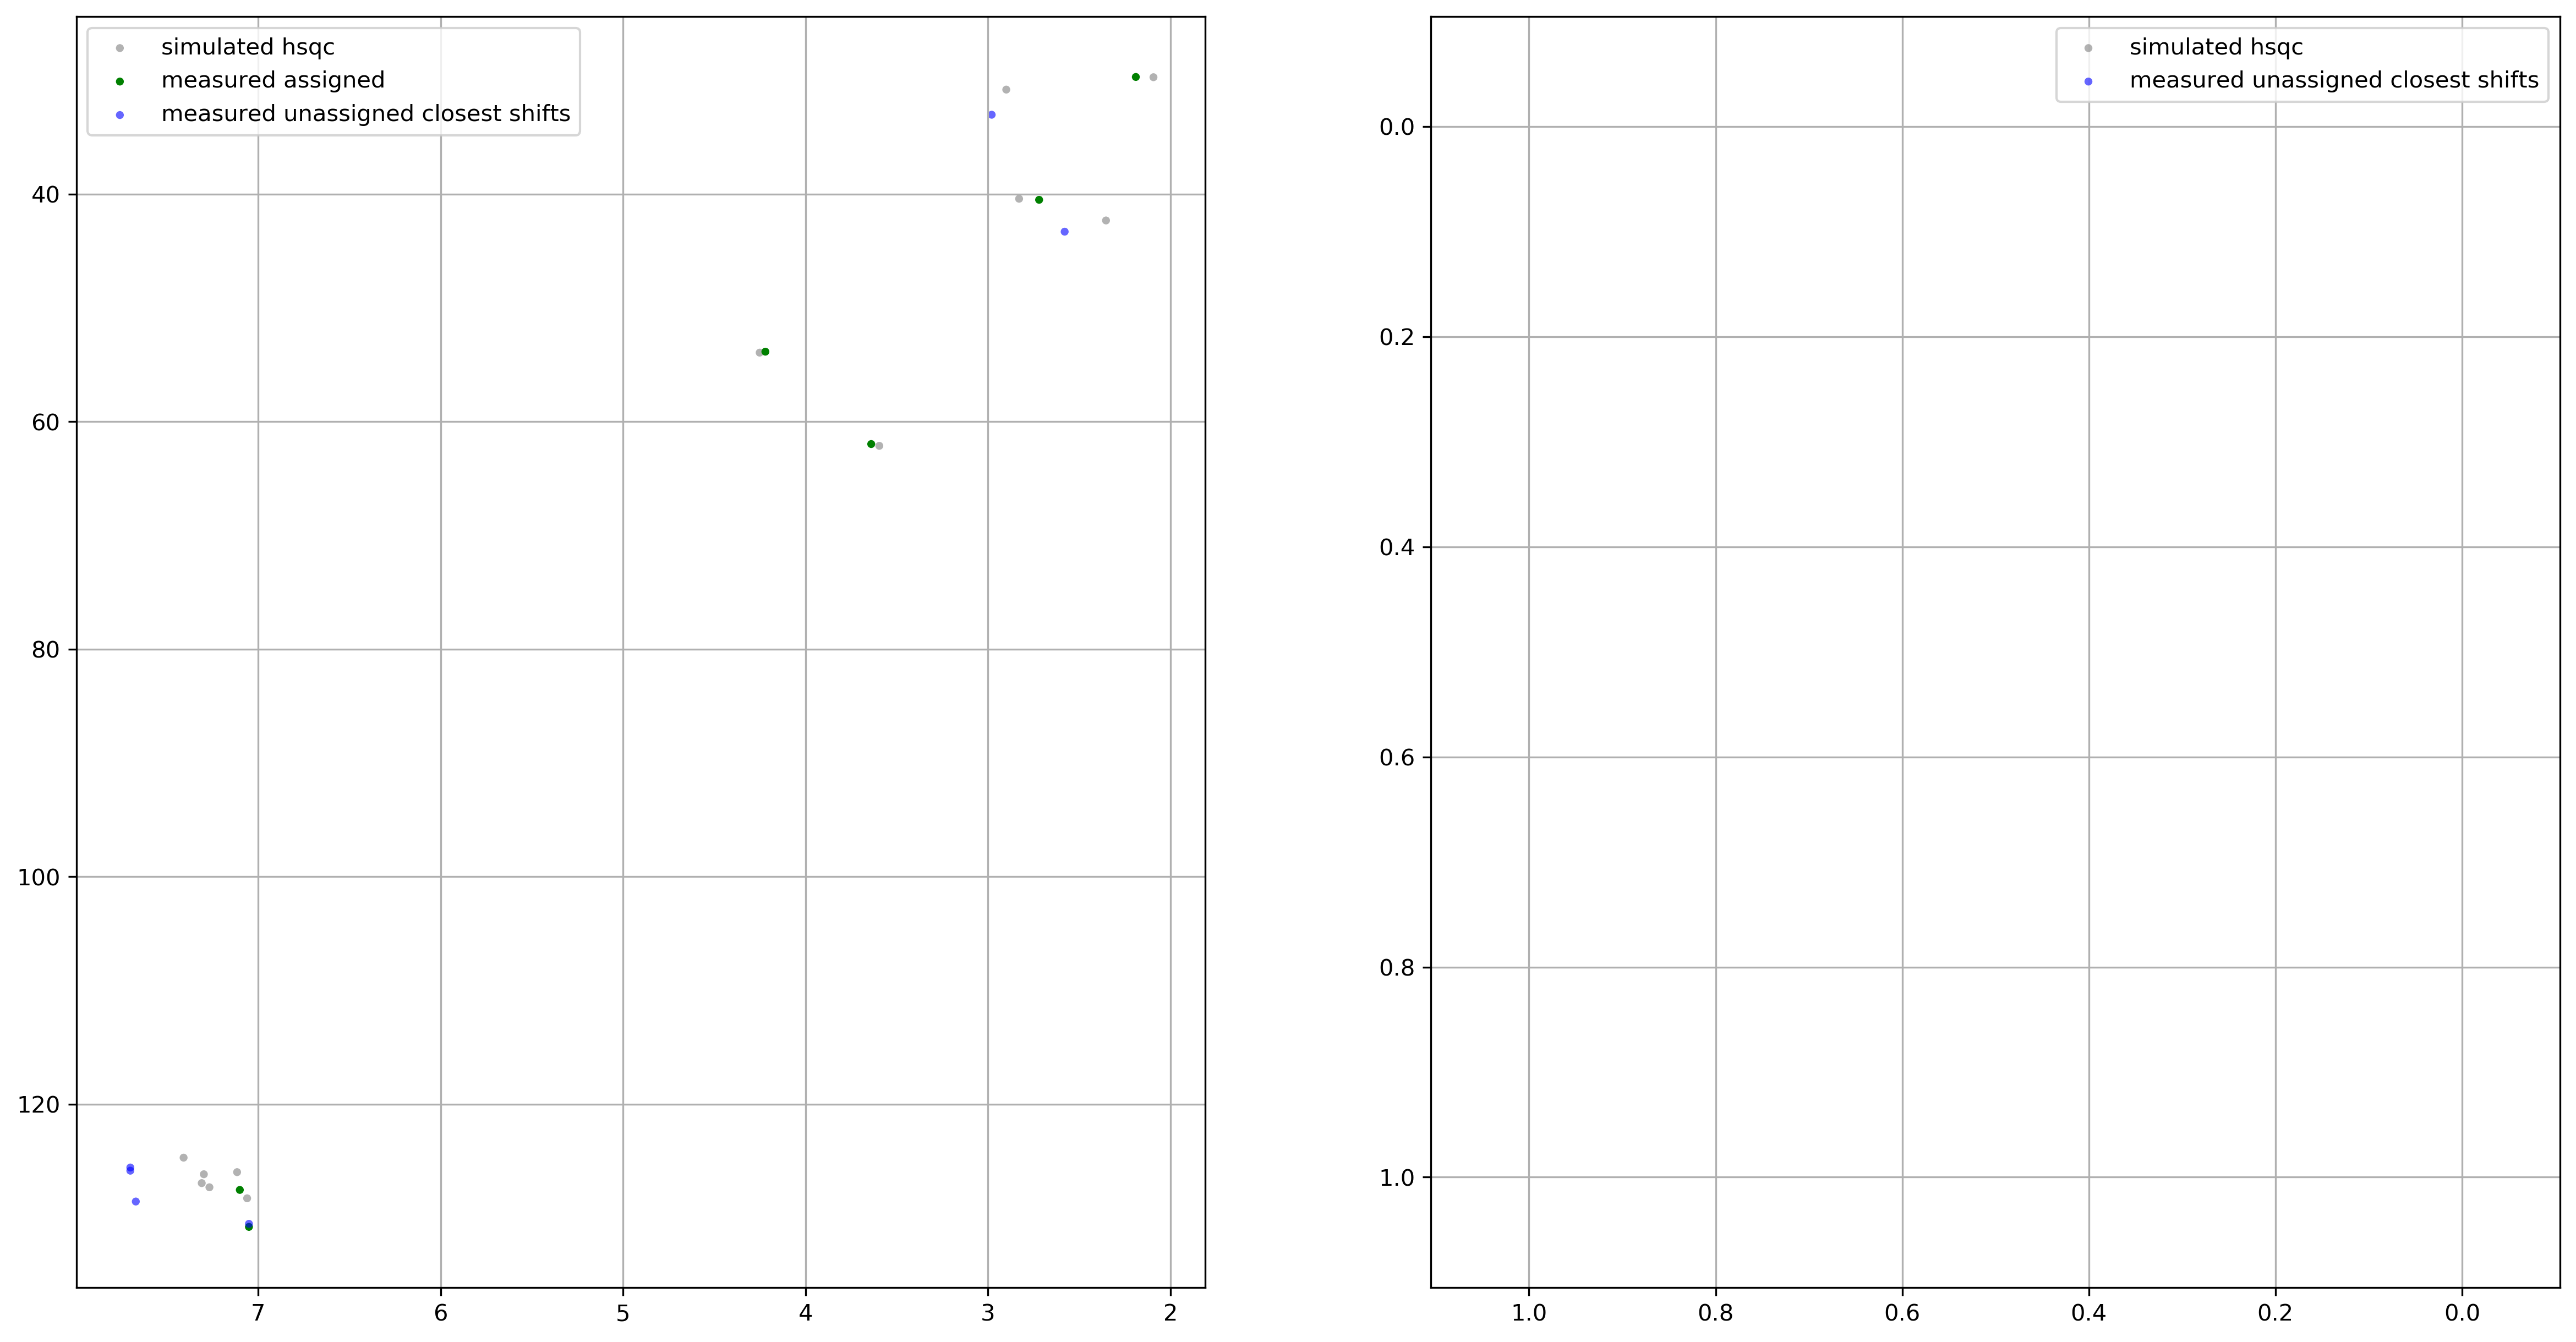 simulated hsqc
measured assigned
measured unassigned closest shifts
40
60
80
100
120
7 6 5 4 3 2
simulated hsqc
measured unassigned closest shifts
0.0
0.2
0.4
0.6
0.8
1.0
1.0 0.8 0.6 0.4 0.2 0.0